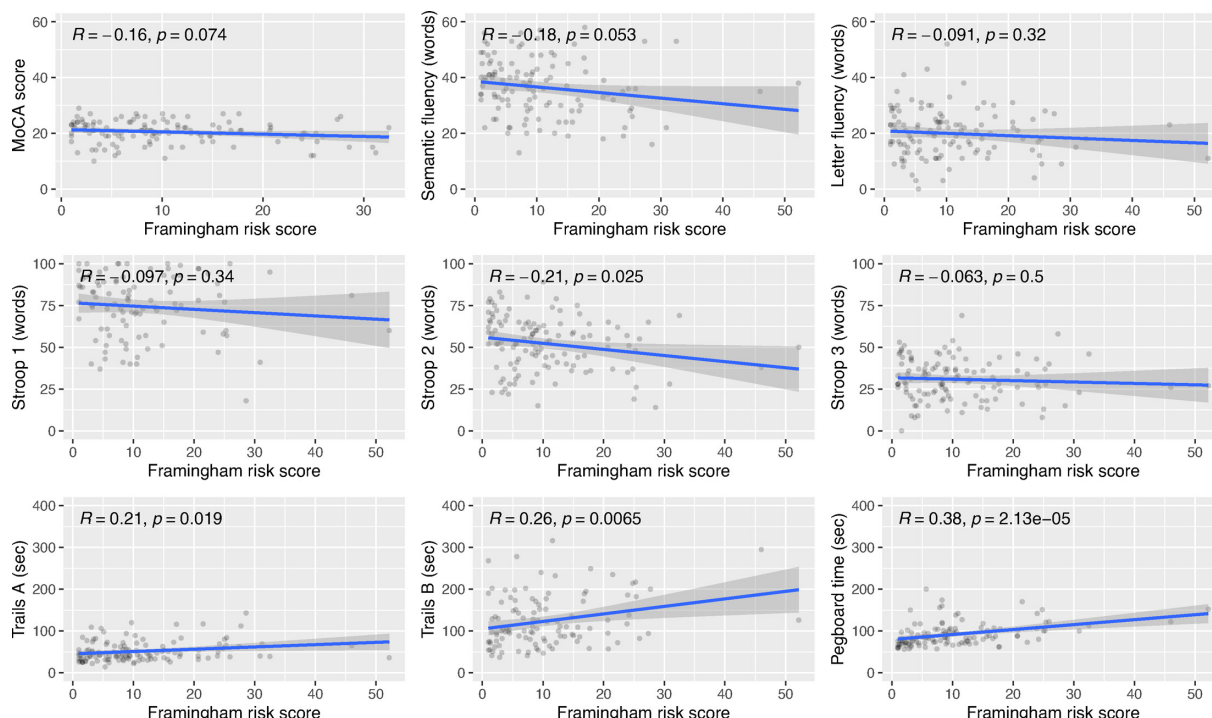 R = −0.16, p = 0.074
60
40
20
0
MoCA score
0 10 20 30
Framingham risk score
R = −0.18, p = 0.053
60
40
20
0
Semantic fluency (words)
0 10 20 30 40 50
Framingham risk score
R = −0.091, p = 0.32
60
40
20
0
Letter fluency (words)
0 10 20 30 40 50
Framingham risk score
R = −0.097, p = 0.34
100
75
50
25
0
Stroop 1 (words)
0 10 20 30 40 50
Framingham risk score
R = −0.21, p = 0.025
100
75
50
25
0
Stroop 2 (words)
0 10 20 30 40 50
Framingham risk score
R = −0.063, p = 0.5
100
75
50
25
0
Stroop 3 (words)
0 10 20 30 40 50
Framingham risk score
R = 0.21, p = 0.019
400
300
200
100
0
Trails A (sec)
0 10 20 30 40 50
Framingham risk score
R = 0.26, p = 0.0065
400
300
200
100
0
Trails B (sec)
0 10 20 30 40 50
Framingham risk score
R = 0.38, p = 2.13e−05
400
300
200
100
0
Pegboard time (sec)
0 10 20 30 40 50
Framingham risk score